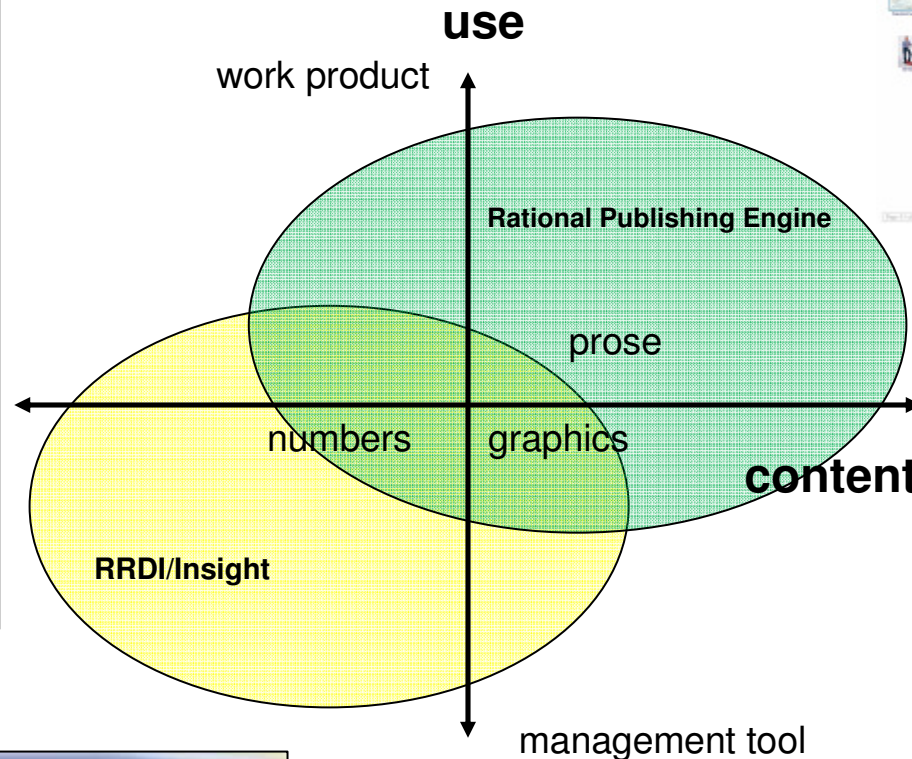 use
work product
Rational Publishing Engine
prose
numbers
graphics
content
RRDI/Insight
management tool